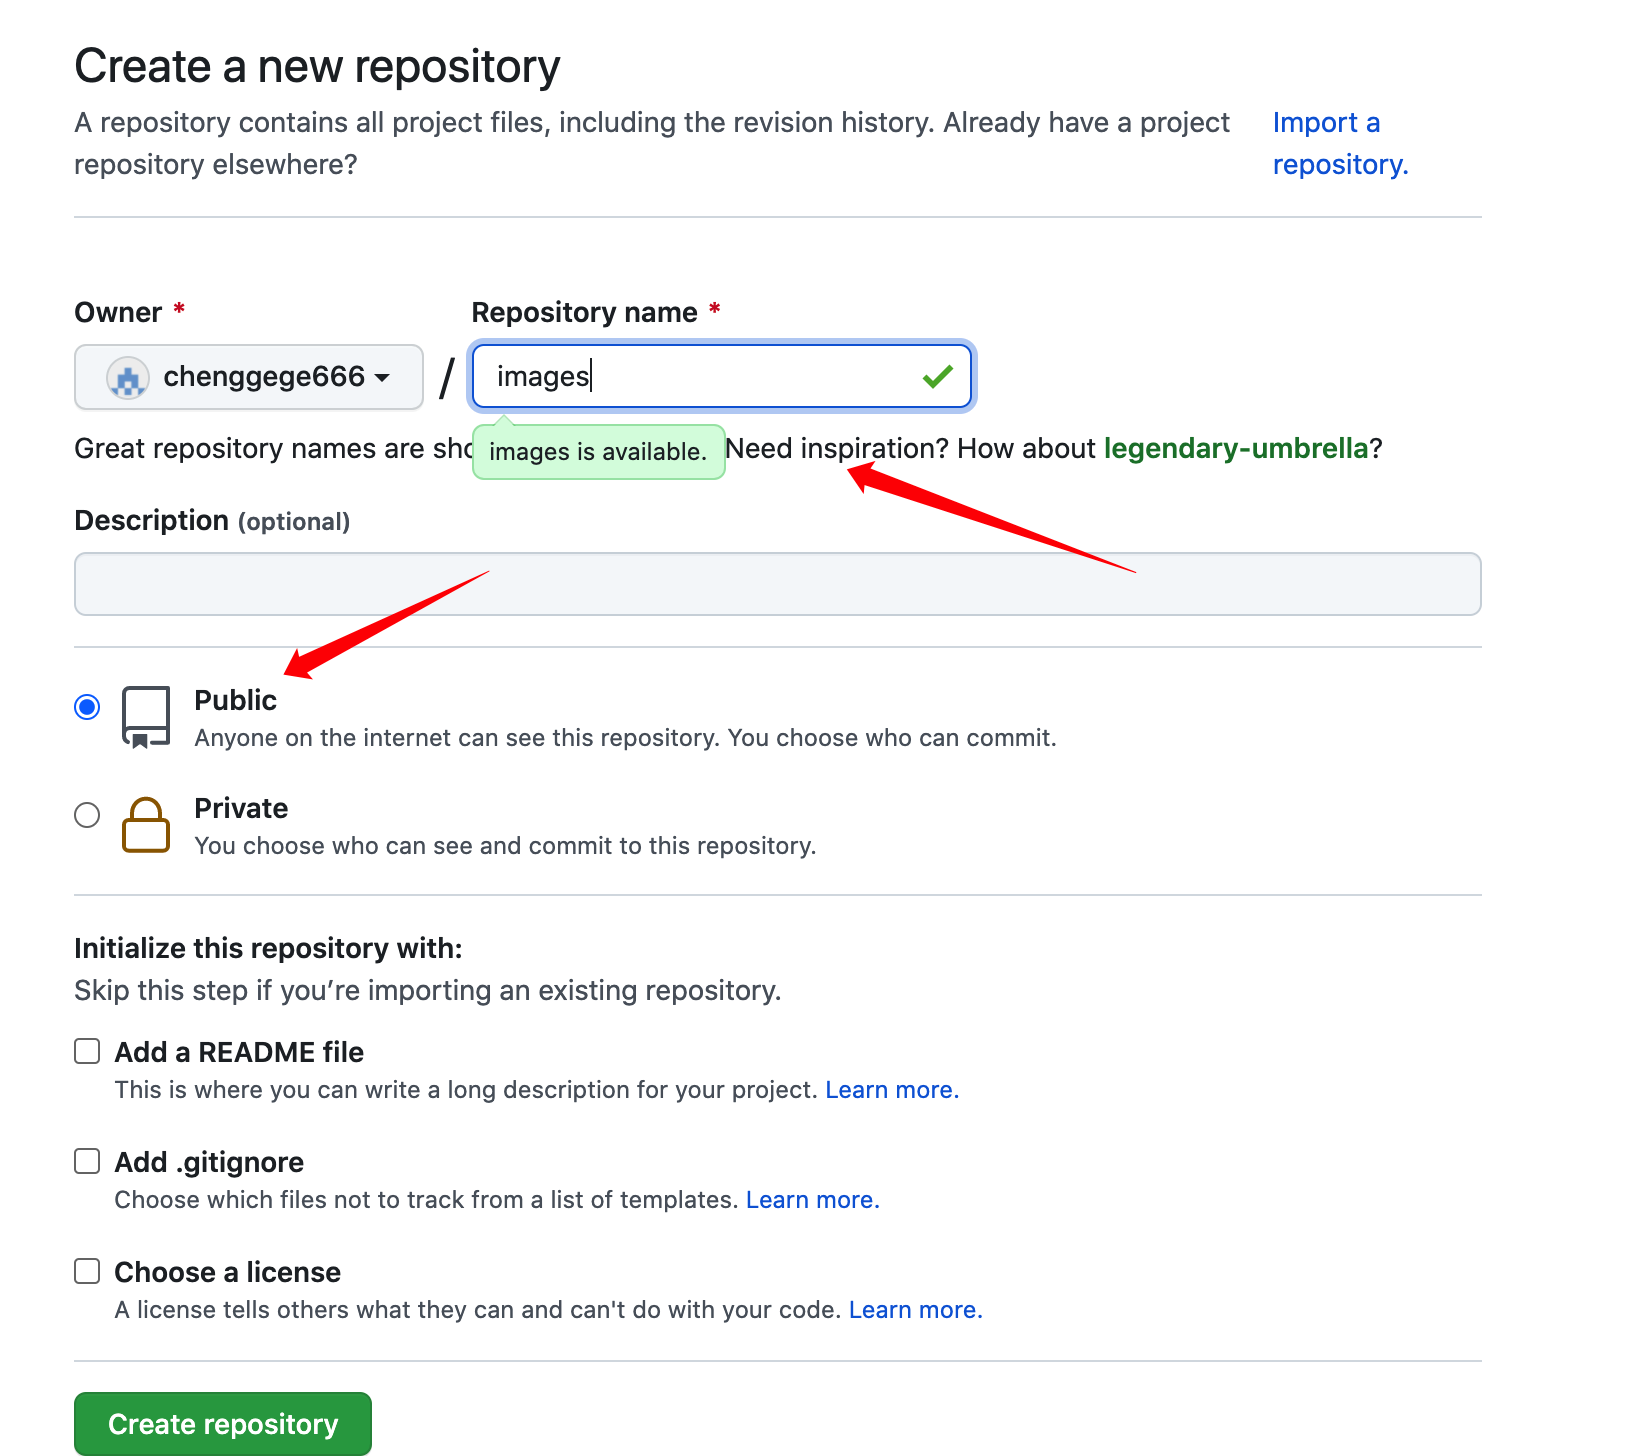 Create a new repository
A repository contains all project files, including the revision history. Already have a project
repository elsewhere?
Import a
repository.
Owner *
Repository name *
chenggege666
/
images
Great repository names are sho
images is available.
Need inspiration? How about legendary-umbrella?
Description (optional)
Public
Anyone on the internet can see this repository. You choose who can commit.
Private
You choose who can see and commit to this repository.
Initialize this repository with:
Skip this step if you’re importing an existing repository.
Add a README file
This is where you can write a long description for your project. Learn more.
Add .gitignore
Choose which files not to track from a list of templates. Learn more.
Choose a license
A license tells others what they can and can't do with your code. Learn more.
Create repository